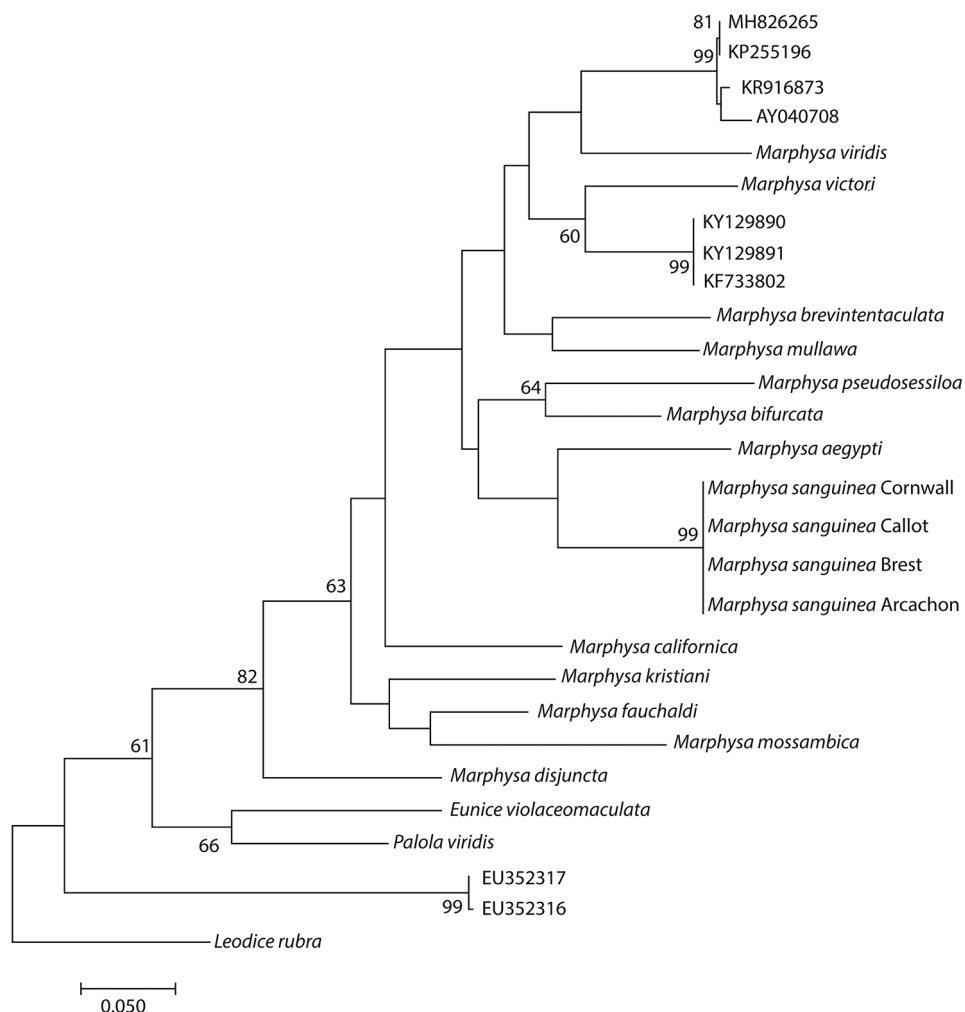 81 MH826265
99 KP255196
KR916873
AY040708
Marphysa viridis
Marphysa victori
KY129890
60
KY129891
99 KF733802
Marphysa brevintentaculata
Marphysa mullawa
64 Marphysa pseudosessiloa
Marphysa bifurcata
Marphysa aegypti
Marphysa sanguinea Cornwall
Marphysa sanguinea Callot
99
Marphysa sanguinea Brest
Marphysa sanguinea Arcachon
63
Marphysa californica
82 Marphysa kristiani
Marphysa fauchaldi
61 Marphysa mossambica
Marphysa disjuncta
Eunice violaceomaculata
66 Palola viridis
EU352317
99 EU352316
Leodice rubra
0.050